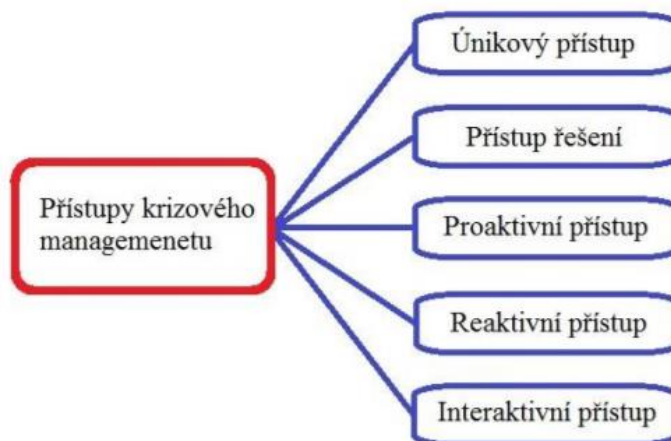 Únikový přístup
Přístup řešení
Přístupy krizového
managemenetu
Proaktivní přístup
Reaktivní přístup
Interaktivní přístup